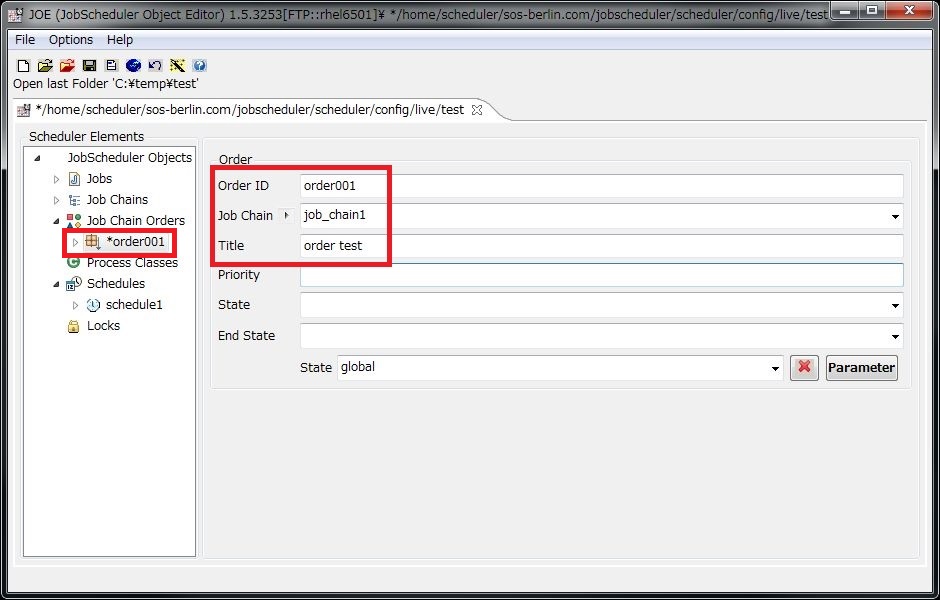 JOE (JobScheduler Object Editor) 1.5.3253[FTP::rhel6501]¥ */home/scheduler/sos-berlin.com/jobscheduler/scheduler/config/live/test
File Options Help
Open last Folder 'C:¥temp¥test'
*/home/scheduler/sos-berlin.com/jobscheduler/scheduler/config/live/test
Scheduler Elements
JobScheduler Objects
Jobs
Job Chains
Job Chain Orders
*order001
Process Classes
Schedules
schedule1
Locks
Order
Order ID order001
Job Chain job_chain1
Title order test
Priority
State
End State
State global Parameter